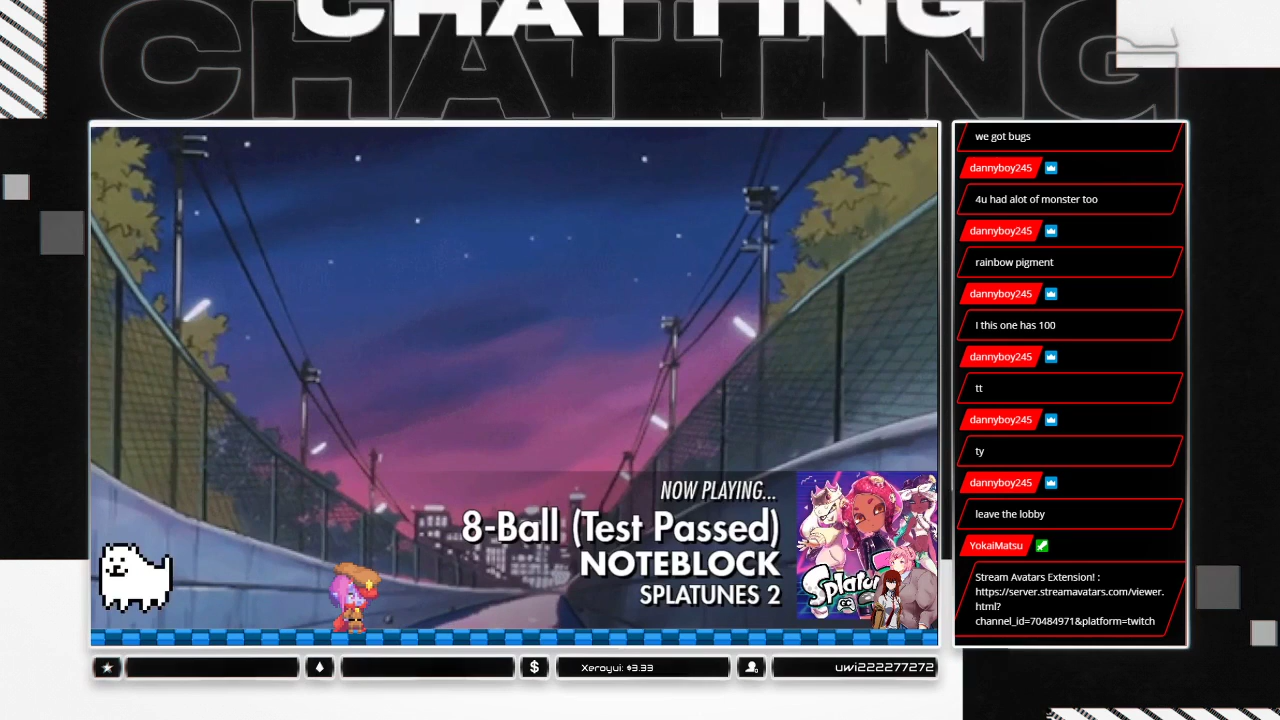 CHATTING
CHATTING
we got bugs
dannyboy245
4u had alot of monster too
dannyboy245
rainbow pigment
dannyboy245
I this one has 100
dannyboy245
tt
dannyboy245
ty
dannyboy245
leave the lobby
YokaiMatsu
Stream Avatars Extension! :
https://server.streamavatars.com/viewer.
html?
channel_id=70484971&platform=twitch
NOW PLAYING...
8-Ball (Test Passed)
NOTEBLOCK
SPLATUNES 2
Splatu
$
Xeroyui: $3.33
uwi222277272